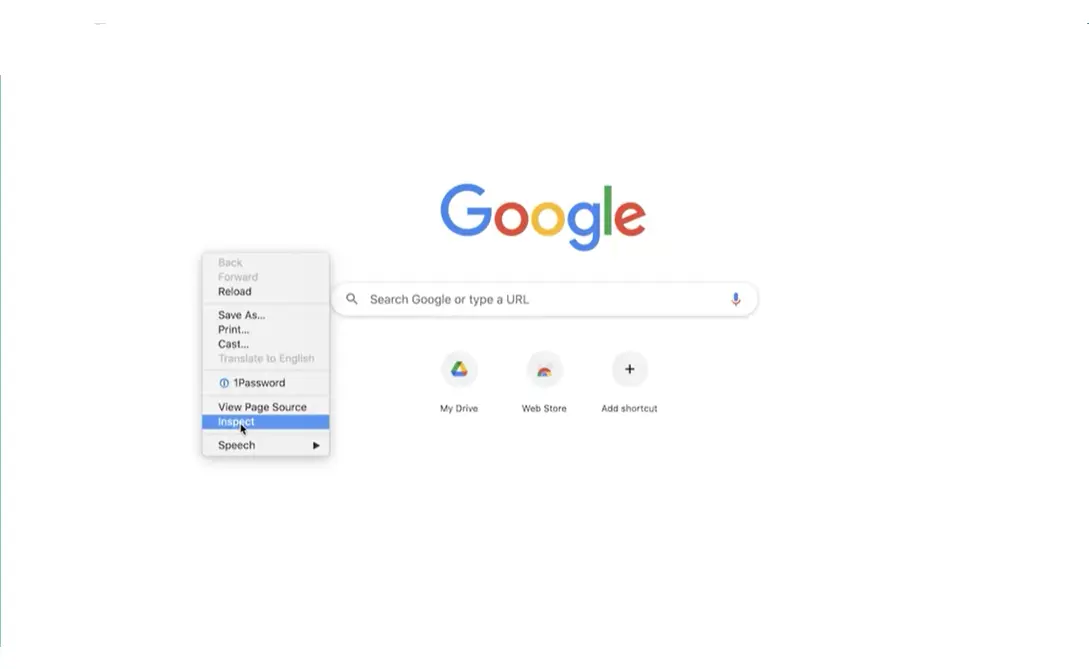 Google
Back
Forward
Reload
Search Google or type a URL
Save As...
Print...
Cast...
Translate to English
1Password
View Page Source
Inspect
Speech
My Drive
Web Store
Add shortcut